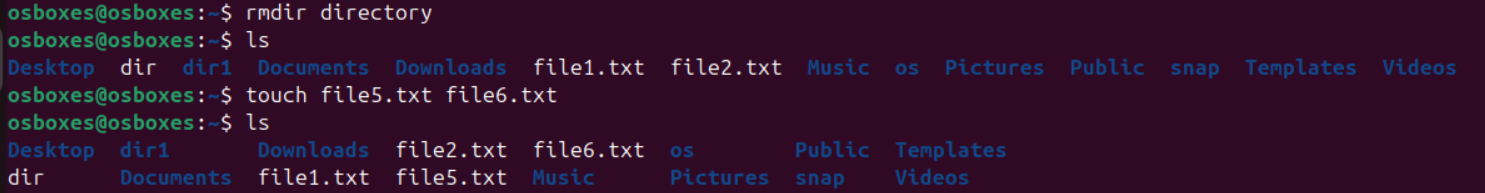 osboxes@osboxes:~$ rmdir directory
osboxes@osboxes:~$ ls
Desktop dir dir1 Documents Downloads file1.txt file2.txt Music os Pictures Public snap Templates Videos
osboxes@osboxes:~$ touch file5.txt file6.txt
osboxes@osboxes:~$ ls
Desktop dir1 Downloads file2.txt file6.txt os Public Templates
dir Documents file1.txt file5.txt Music Pictures snap Videos